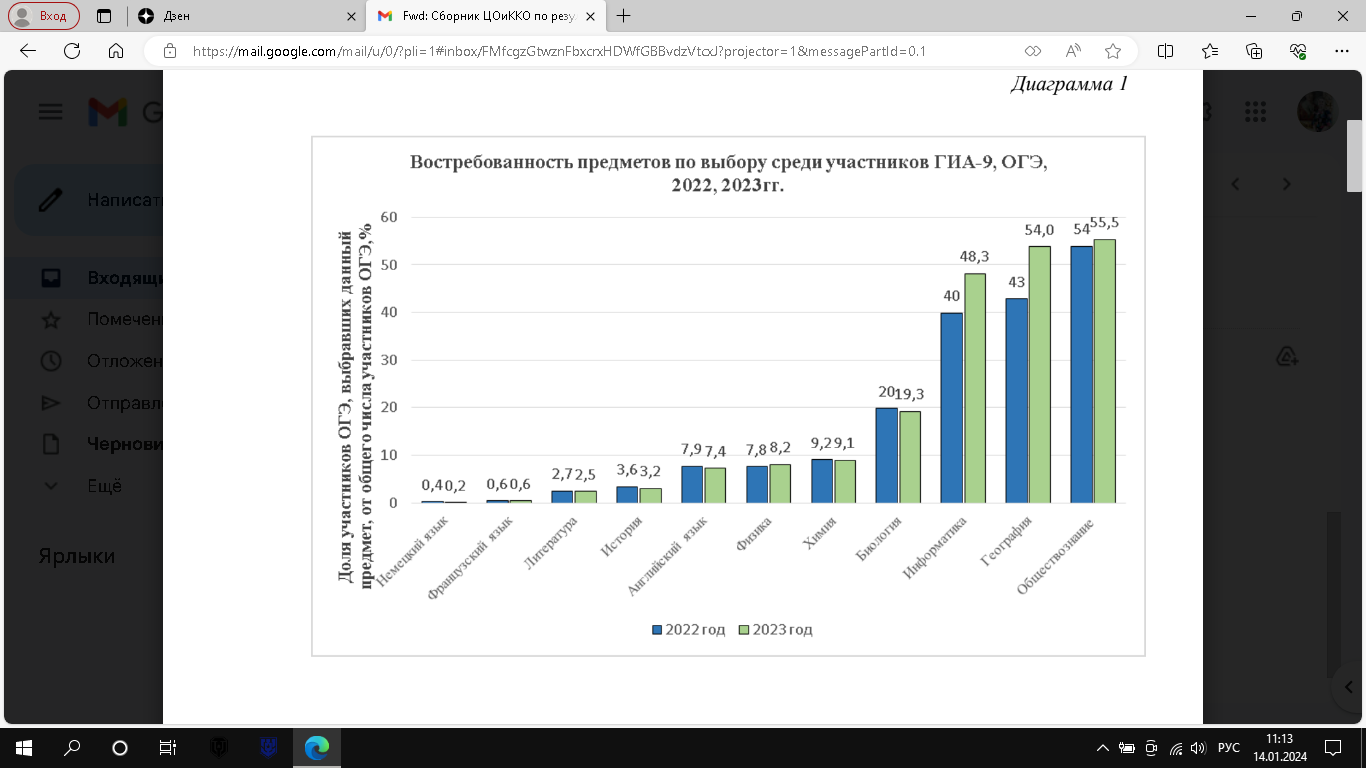 Вход
Дзен
Fwd: Сборник ЦОиККО по резу
https://mail.google.com/mail/u/0/?pli=1#inbox/FMfcgzGtwznFbxcrxHDWfGBBvdzVtcxJ?projector=1&messagePartId=0.1
Диаграмма 1
Написат
Входящи
Помечен
Отложен
Отправл
Чернови
Ещё
Ярлыки
Востребованность предметов по выбору среди участников ГИА-9, ОГЭ,
2022, 2023гг.
Доля участников ОГЭ, выбравших данный
предмет, от общего числа участников ОГЭ,%
60
50
40
30
20
10
0
0,4 0,2
0,6 0,6
2,7 2,5
3,6 3,2
7,9 7,4
7,8 8,2
9,2 9,1
20 19,3
40 48,3
43 54,0
54 55,5
Немецкий язык
Французский язык
Литература
История
Английский язык
Физика
Химия
Биология
Информатика
География
Обществознание
2022 год 2023 год
РУС
11:13
14.01.2024